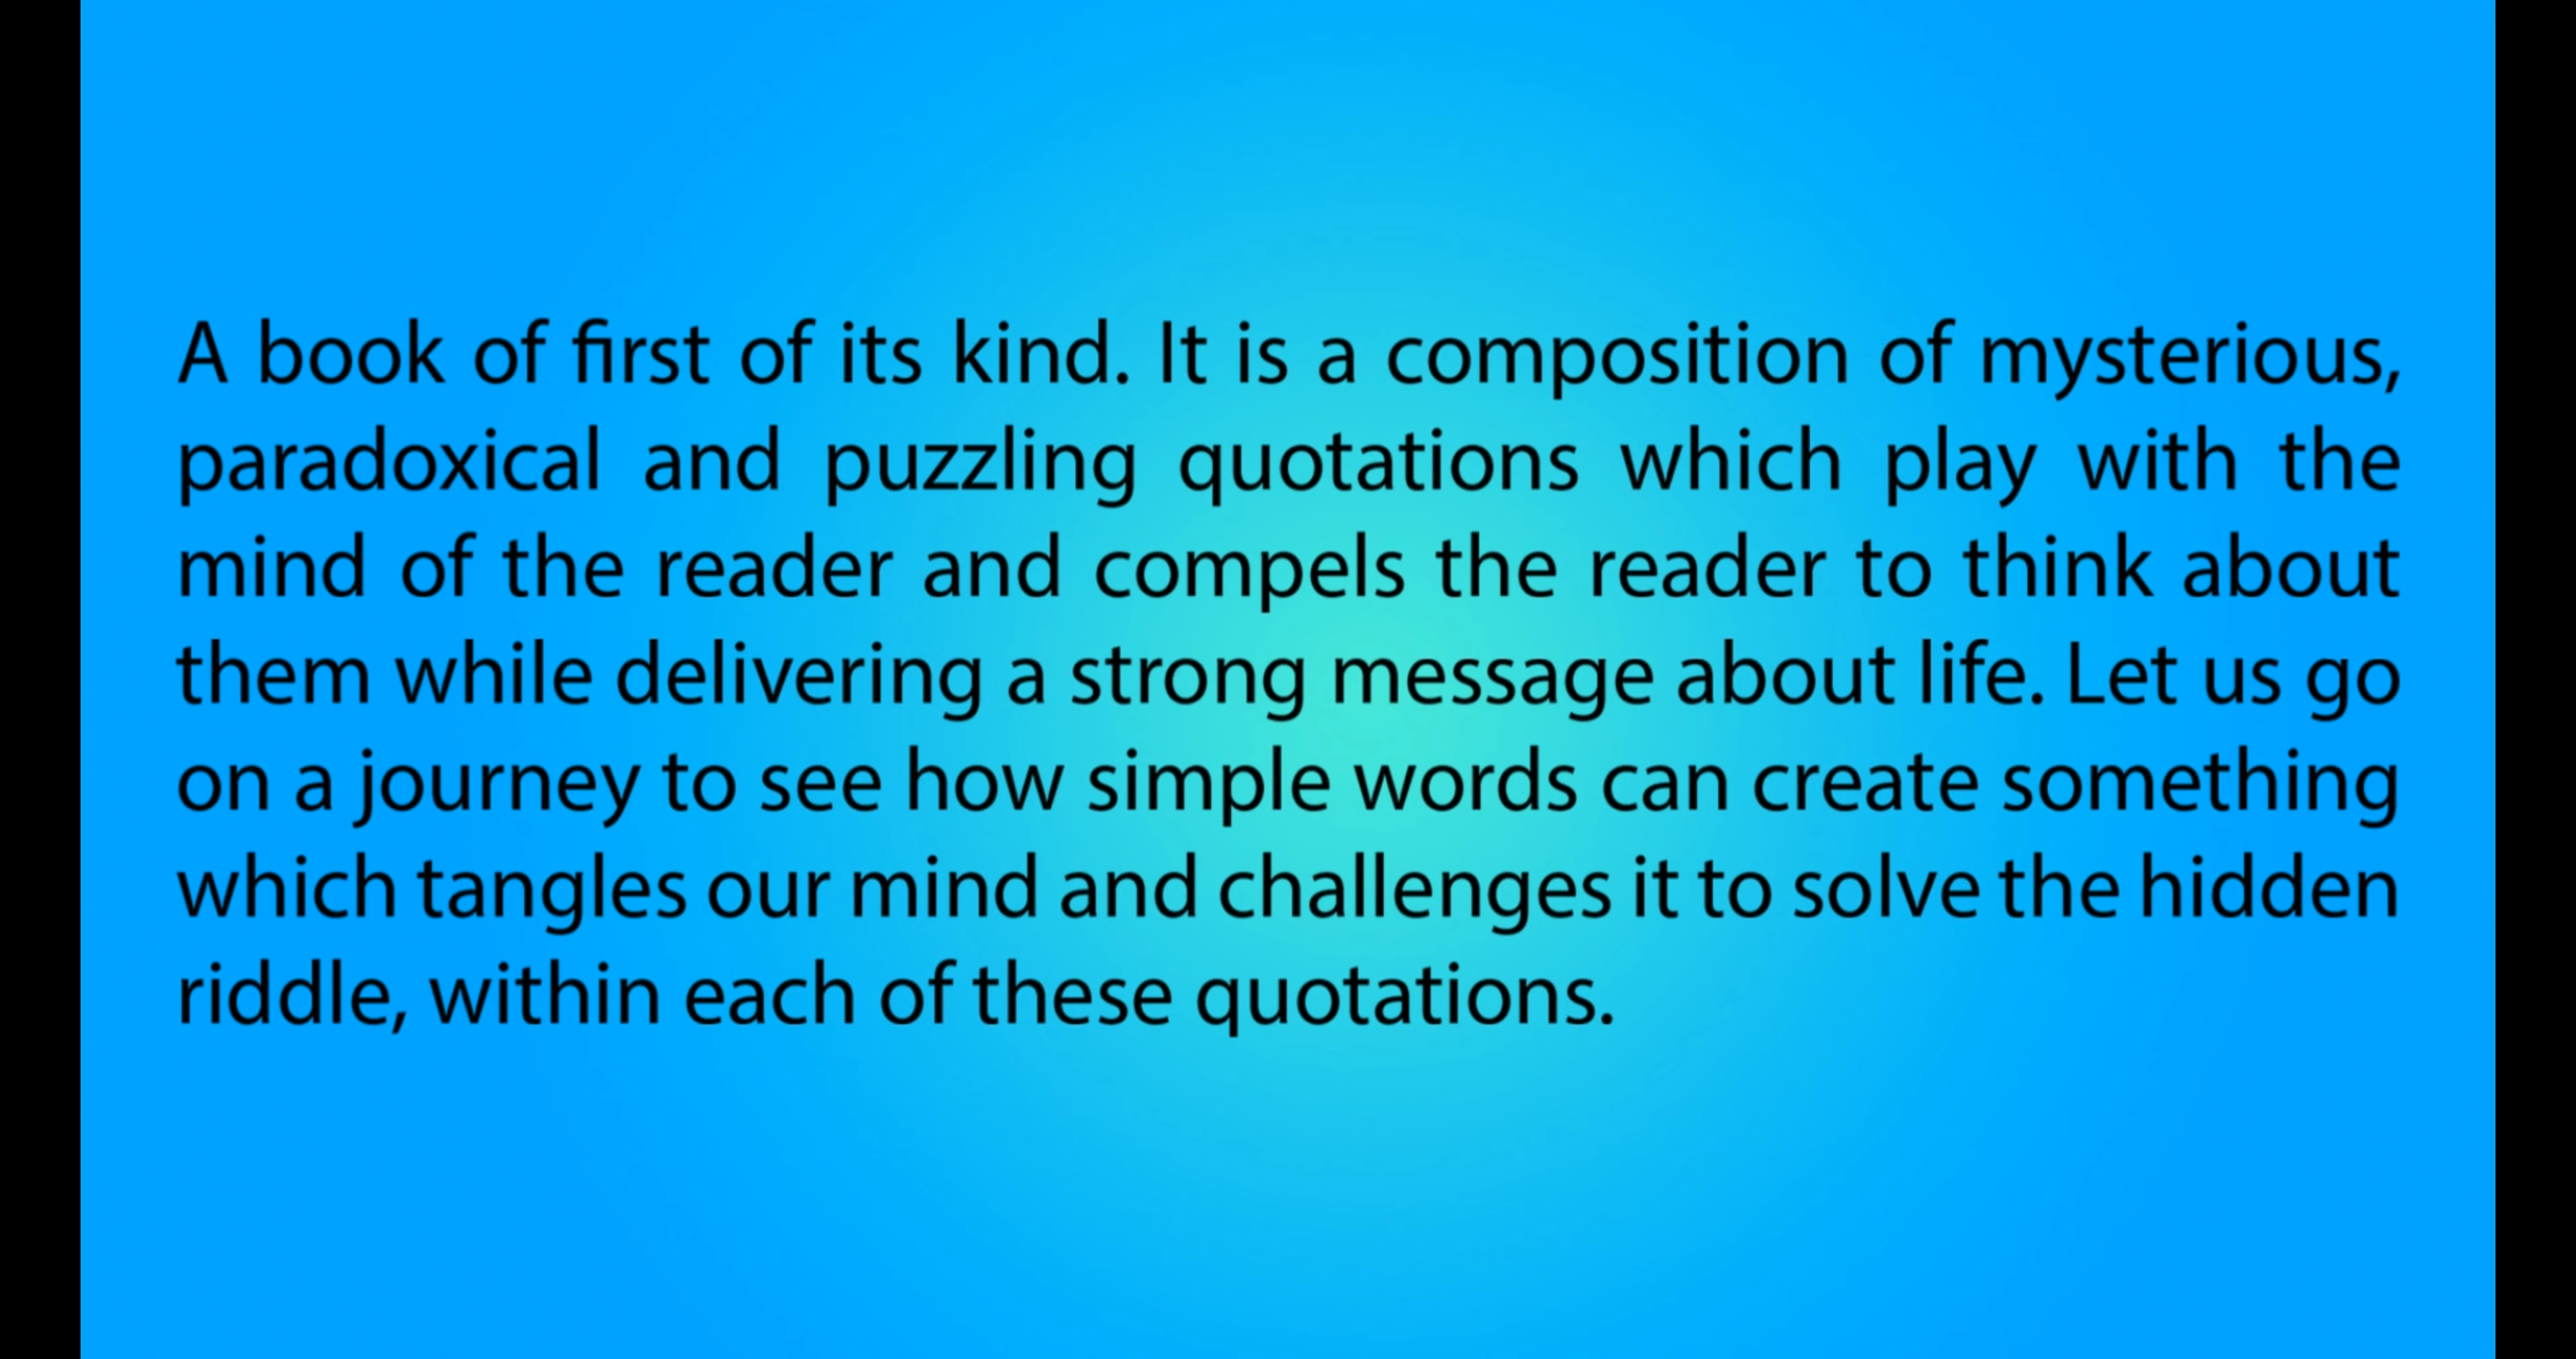 A book of first of its kind. It is a composition of mysterious,
paradoxical and puzzling quotations which play with the
mind of the reader and compels the reader to think about
them while delivering a strong message about life. Let us go
on a journey to see how simple words can create something
which tangles our mind and challenges it to solve the hidden
riddle, within each of these quotations.